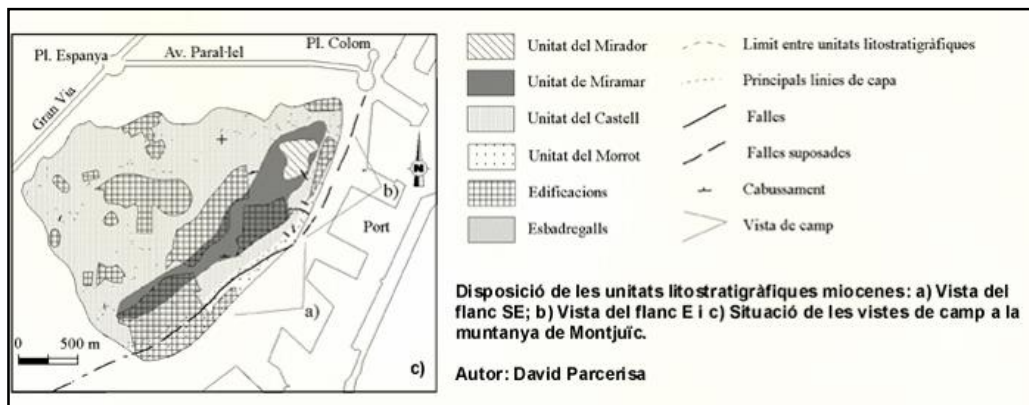 Pl. Espanya
Av. Paral·lel
Pl. Colom
Gran Via
N
b)
Port
a)
0 500 m
c)
Unitat del Mirador
Unitat de Miramar
Unitat del Castell
Unitat del Morrot
Edificacions
Esbadregalls
Limit entre unitats litostratigràfiques
Principals linies de capa
Falles
Falles suposades
Cabussament
Vista de camp
Disposició de les unitats litostratigràfiques miocenes: a) Vista del
flanc SE; b) Vista del flanc E i c) Situació de les vistes de camp a la
muntanya de Montjuïc.
Autor: David Parcerisa